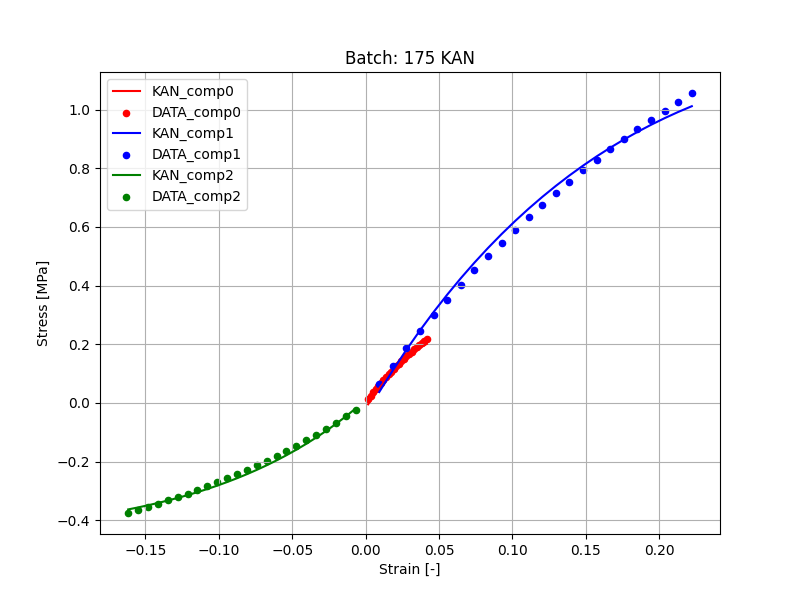 Batch: 175 KAN
KAN_comp0
DATA_comp0
KAN_comp1
DATA_comp1
KAN_comp2
DATA_comp2
Stress [MPa]
1.0
0.8
0.6
0.4
0.2
0.0
−0.2
−0.4
−0.15
−0.10
−0.05
0.00
0.05
0.10
0.15
0.20
Strain [-]